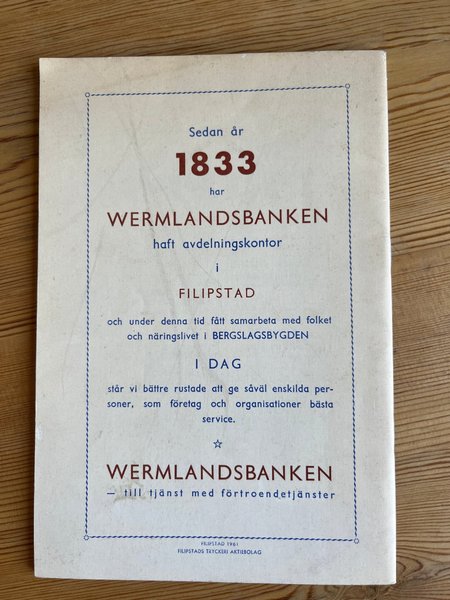 Sedan år
1833
har
WERMLANDSBANKEN
haft avdelningskontor
i
FILIPSTAD
och under denna tid fått samarbeta med folket
och näringslivet i BERGSLAGSBYGDEN
I DAG
står vi bättre rustade att ge såväl enskilda per-
soner, som företag och organisationer bästa
service.
☆
WERMLANDSBANKEN
— till tjänst med förtroendetjänster
FILIPSTAD 1961
FILIPSTADS TRYCKERI AKTIEBOLAG